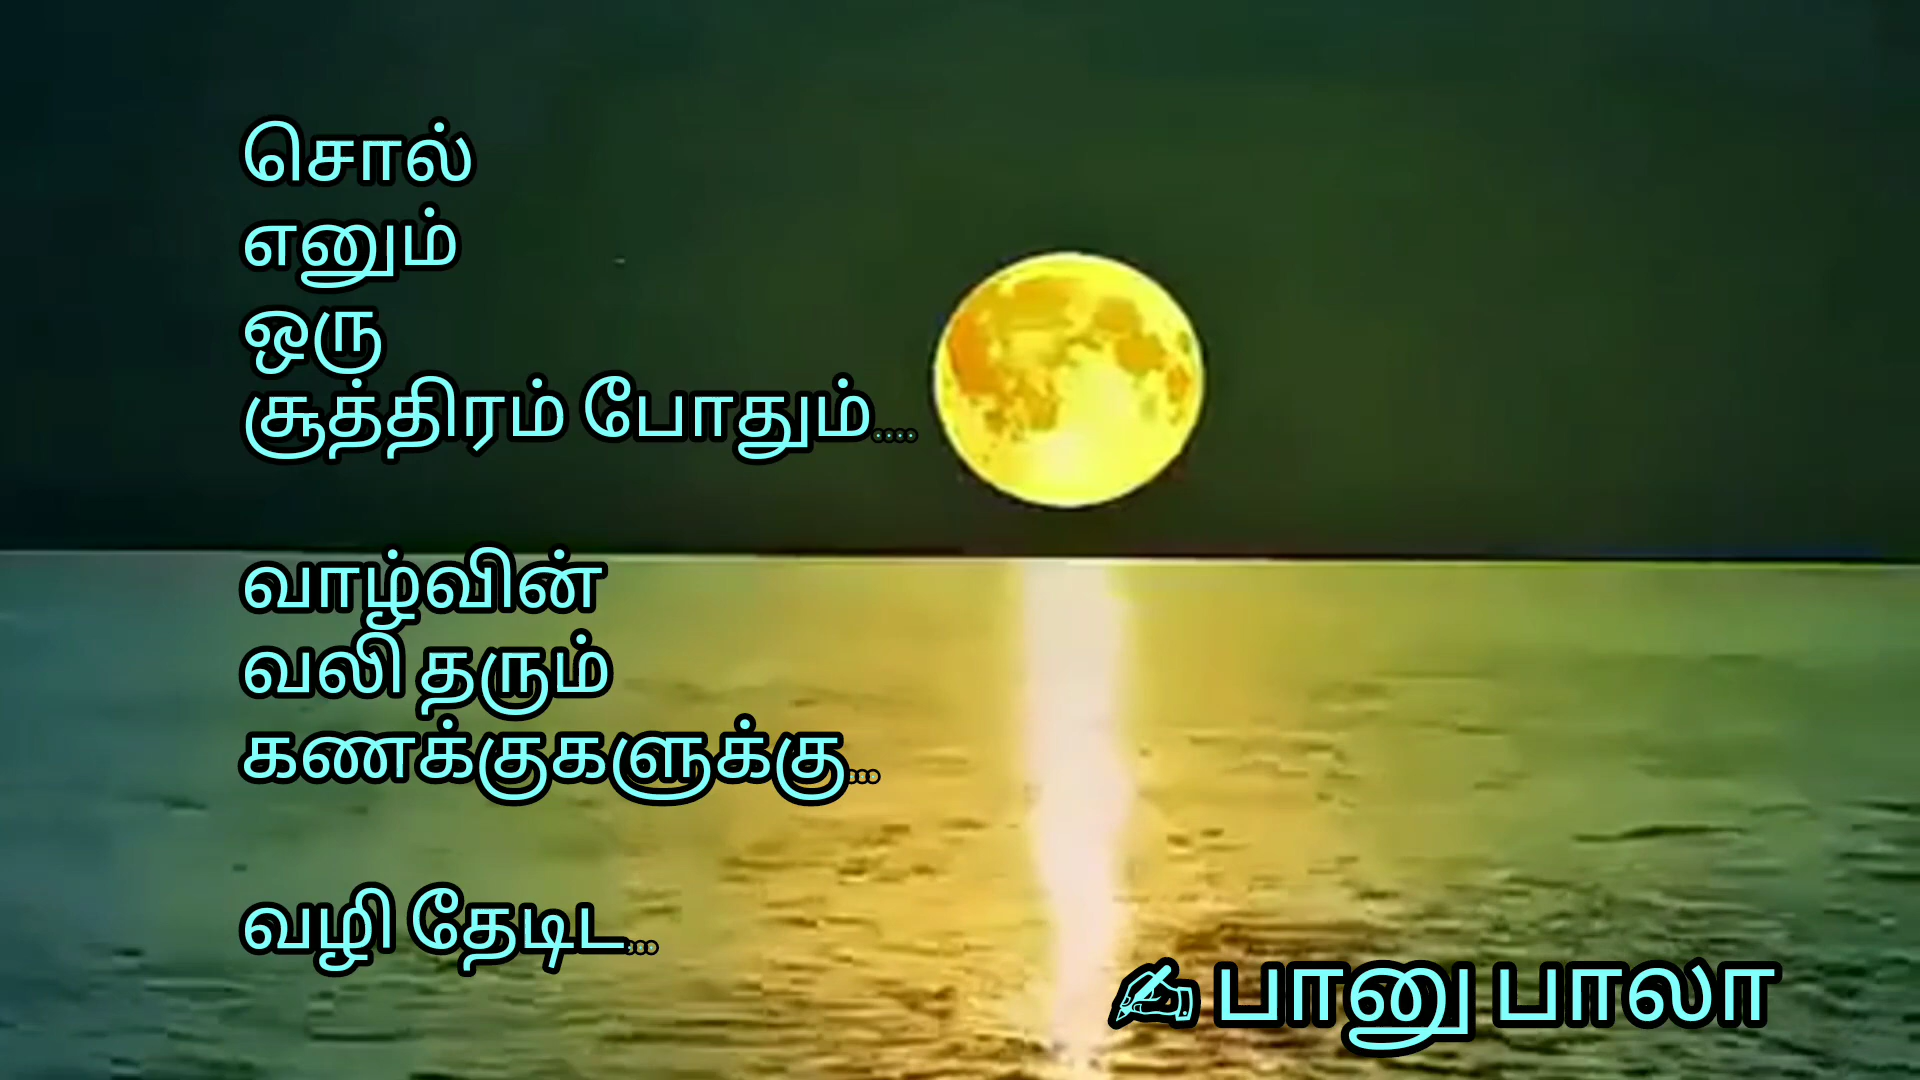 சொல்
எனும்
ஒரு
சூத்திரம் போதும்....
வாழ்வின்
வலி தரும்
கணக்குகளுக்கு...
வழி தேடிட...
✍ பானு பாலா